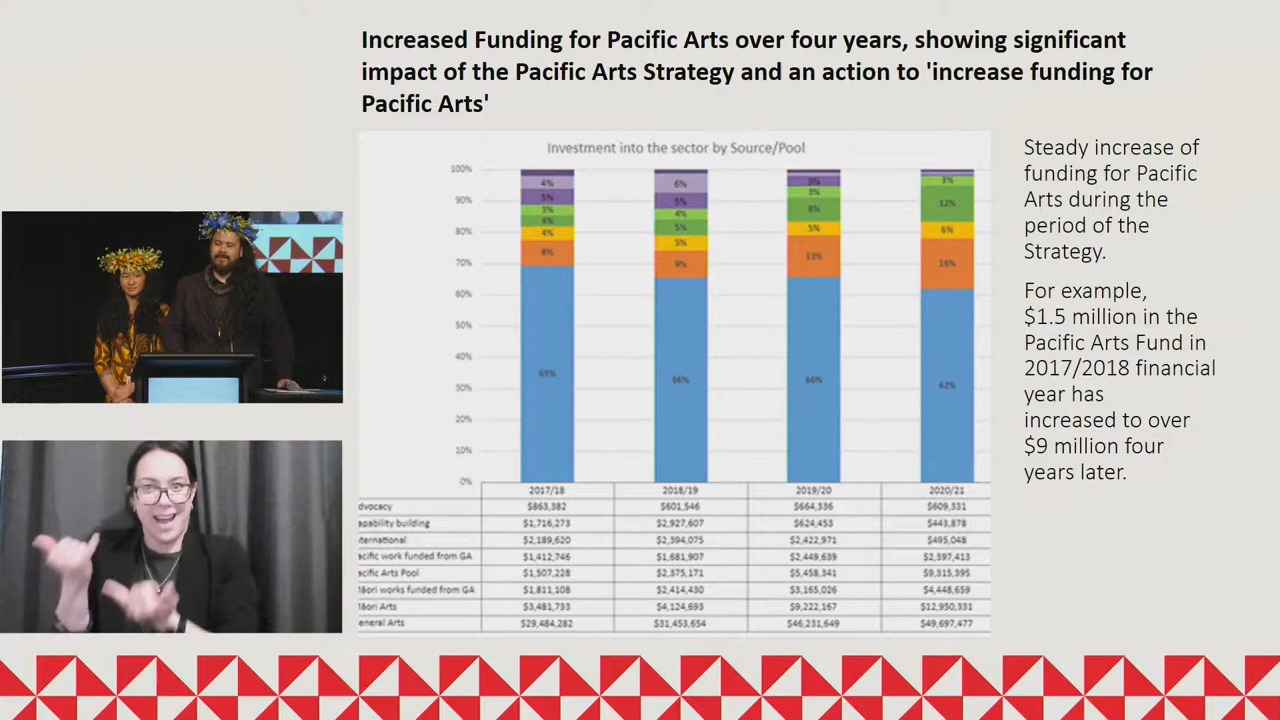 Increased Funding for Pacific Arts over four years, showing significant
impact of the Pacific Arts Strategy and an action to 'increase funding for
Pacific Arts'
Investment into the sector by Source/Pool
100%
90%
80%
70%
60%
50%
40%
30%
20%
10%
0%
4%
5%
3%
4%
4%
8%
69%
6%
5%
4%
5%
5%
9%
66%
3%
3%
8%
5%
13%
66%
3%
12%
6%
16%
62%
2017/18 2018/19 2019/20 2020/21
dvocacy $863,382 $601,546 $664,336 $609,331
apability building $1,716,273 $2,927,607 $624,453 $443,878
nternational $2,189,620 $2,394,075 $2,422,971 $495,048
acific work funded from GA $1,412,746 $1,681,907 $2,449,639 $2,397,413
acific Arts Pool $1,507,228 $2,375,171 $5,458,341 $9,315,395
āori works funded from GA $1,811,108 $2,414,430 $3,165,026 $4,448,659
āori Arts $3,481,733 $4,124,693 $9,222,167 $12,950,331
eneral Arts $29,484,282 $31,453,654 $46,231,649 $49,697,477
Steady increase of
funding for Pacific
Arts during the
period of the
Strategy.
For example,
$1.5 million in the
Pacific Arts Fund in
2017/2018 financial
year has
increased to over
$9 million four
years later.